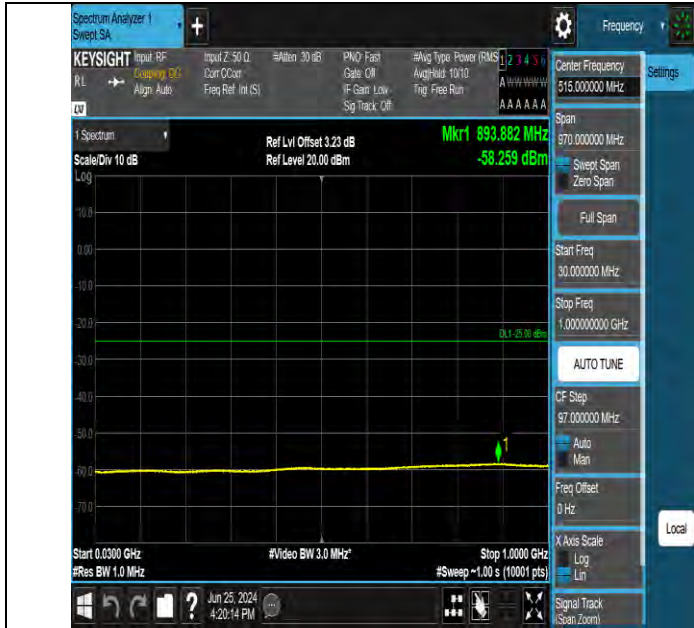 Spectrum Analyzer 1
Swept SA
Frequency
KEYSIGHT
RL
Input: RF
Coupling: DC
Align: Auto
Input Z: 50 Ω
Corr CCorr
Freq Ref: Int (S)
#Atten: 30 dB
PNO: Fast
Gate: Off
IF Gain: Low
Sig Track: Off
#Avg Type: Power (RMS
Avg|Hold: 10/10
Trig: Free Run
1 2 3 4 5 6
A W W W W W
A A A A A A
Settings
Center Frequency
515.000000 MHz
Span
970.000000 MHz
Swept Span
Zero Span
Full Span
Start Freq
30.000000 MHz
Stop Freq
1.000000000 GHz
AUTO TUNE
CF Step
97.000000 MHz
Auto
Man
Freq Offset
0 Hz
X Axis Scale
Log
Lin
Signal Track
(Span Zoom)
Local
1 Spectrum
Scale/Div 10 dB
Ref Lvl Offset 3.23 dB
Ref Level 20.00 dBm
Mkr1 893.882 MHz
-58.259 dBm
Log
10.0
0.00
-10.0
-20.0
DL1 -25.00 dBm
-30.0
-40.0
-50.0
1
-60.0
-70.0
Start 0.0300 GHz
#Video BW 3.0 MHz*
Stop 1.0000 GHz
#Res BW 1.0 MHz
#Sweep ~1.00 s (10001 pts)
?
Jun 25, 2024
4:20:14 PM